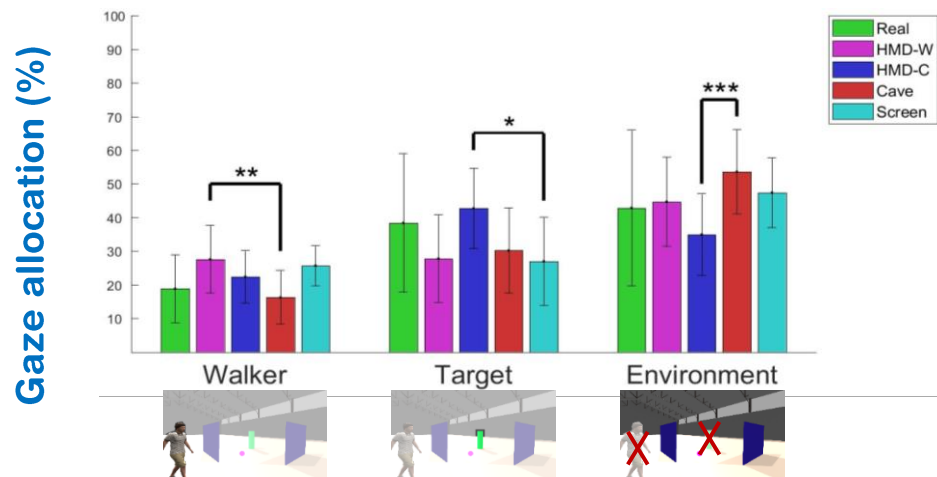 Gaze allocation (%)
100
90
80
70
60
50
40
30
20
10
**
*
***
Real
HMD-W
HMD-C
Cave
Screen
Walker
Target
Environment